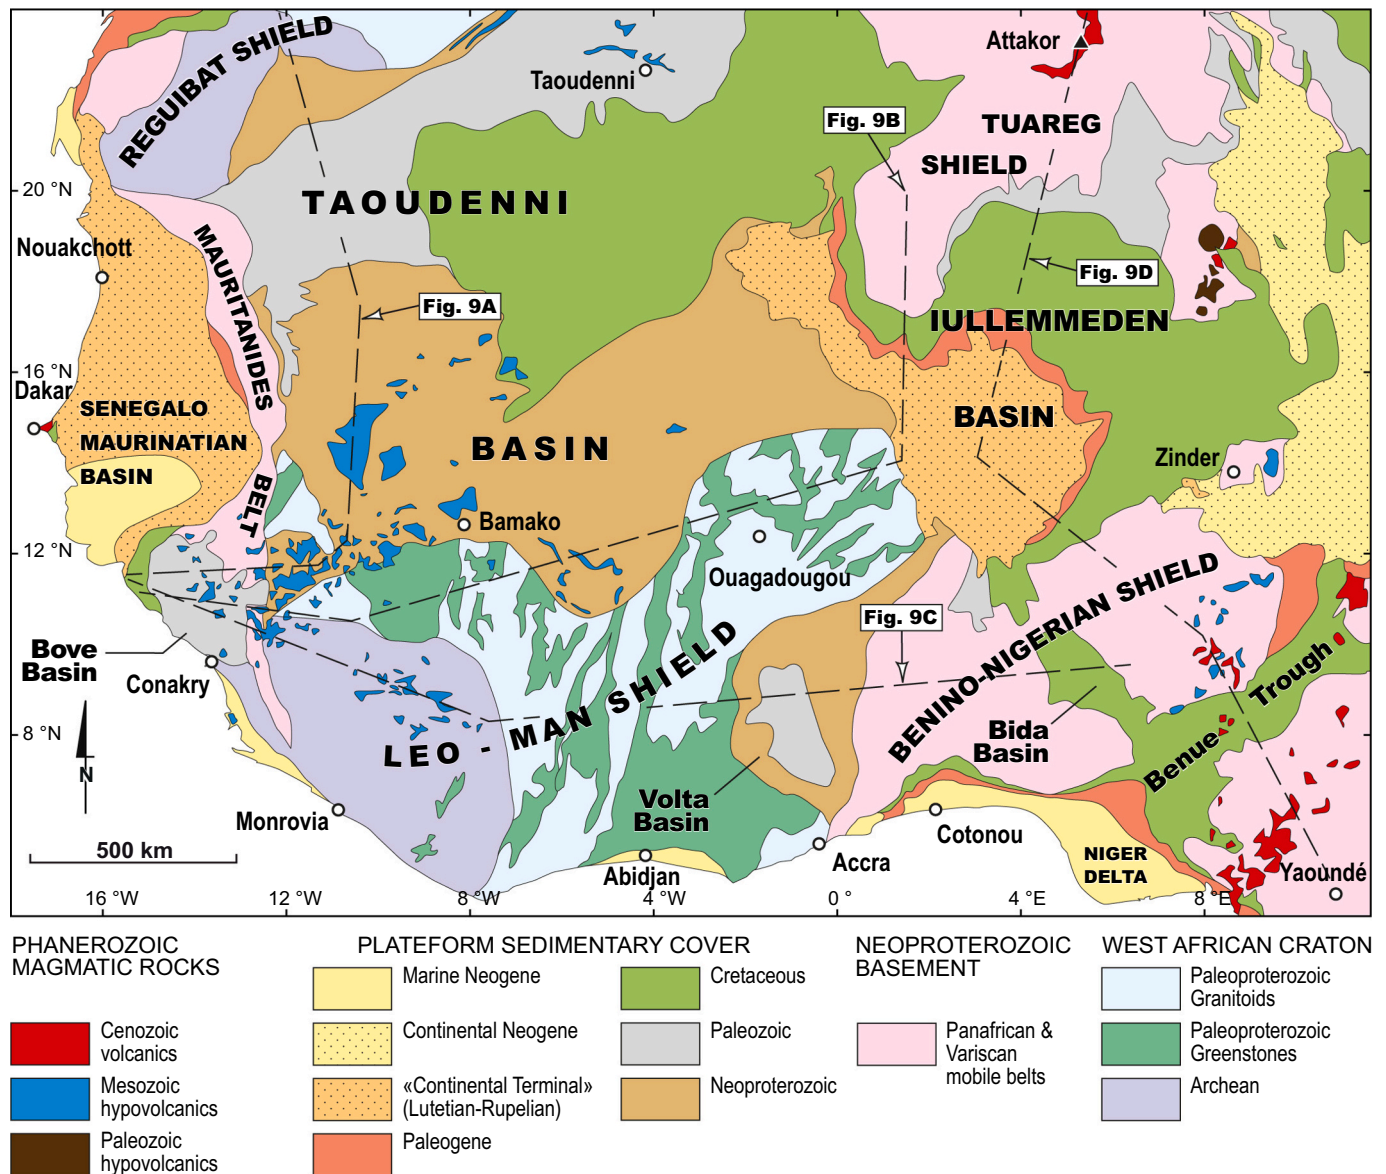 REGUIBAT SHIELD
Attakor
Taoudenni
Fig. 9B
TUAREG
SHIELD
20 °N
TAOUDENNI
Nouakchott
MAURITANIDES
BELT
Fig. 9A
Fig. 9D
IULLEMMEDEN
BASIN
16 °N
Dakar
SENEGALO
MAURINATIAN
BASIN
BASIN
Zinder
Bamako
12 °N
Ouagadougou
BENINO-NIGERIAN SHIELD
Fig. 9C
Bove
Basin
Conakry
LEO - MAN SHIELD
Bida
Basin
Benue Trough
8 °N
N
Volta
Basin
Monrovia
500 km
Abidjan
Accra
Cotonou
NIGER
DELTA
Yaoundé
16 °W
12 °W
8 °W
4 °W
0 °
4 °E
8 °E
PHANEROZOIC
MAGMATIC ROCKS
Cenozoic
volcanics
Mesozoic
hypovolcanics
Paleozoic
hypovolcanics
PLATEFORM SEDIMENTARY COVER
Marine Neogene
Continental Neogene
«Continental Terminal»
(Lutetian-Rupelian)
Paleogene
Cretaceous
Paleozoic
Neoproterozoic
NEOPROTEROZOIC
BASEMENT
Panafrican &
Variscan
mobile belts
WEST AFRICAN CRATON
Paleoproterozoic
Granitoids
Paleoproterozoic
Greenstones
Archean